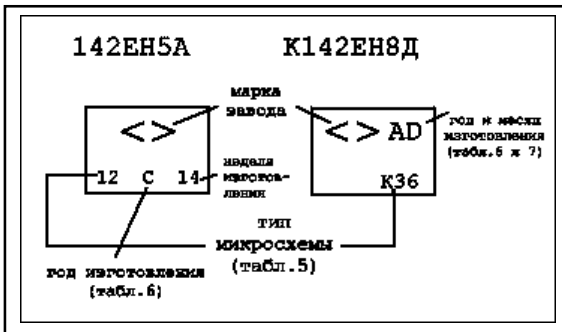 142ЕН5А К142ЕН8Д
марка
завода
<> <> AD
год и месяц
изготовления
(табл.6 и 7)
12 С 14
неделя
изготов-
ления
К36
тип
микросхемы
(табл.5)
год изготовления
(табл.6)